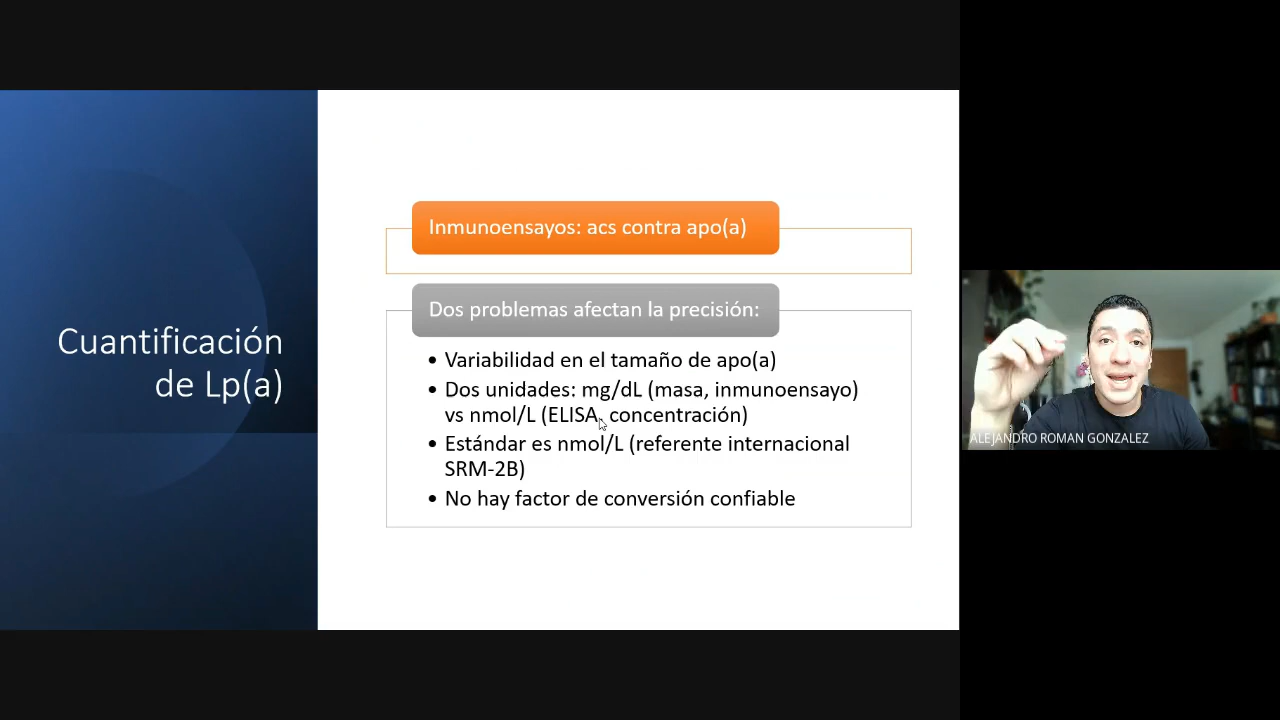 Cuantificación
de Lp(a)
Inmunoensayos: acs contra apo(a)
Dos problemas afectan la precisión:
• Variabilidad en el tamaño de apo(a)
• Dos unidades: mg/dL (masa, inmunoensayo)
vs nmol/L (ELISA, concentración)
• Estándar es nmol/L (referente internacional
SRM-2B)
• No hay factor de conversión confiable
ALEJANDRO ROMAN GONZALEZ